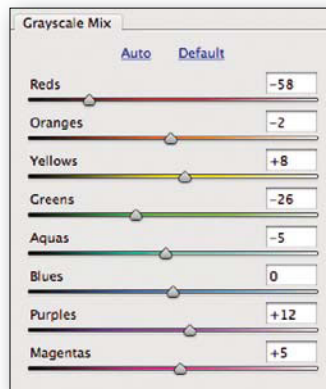 Grayscale Mix
Auto Default
Reds -58
Oranges -2
Yellows +8
Greens -26
Aquas -5
Blues 0
Purples +12
Magentas +5